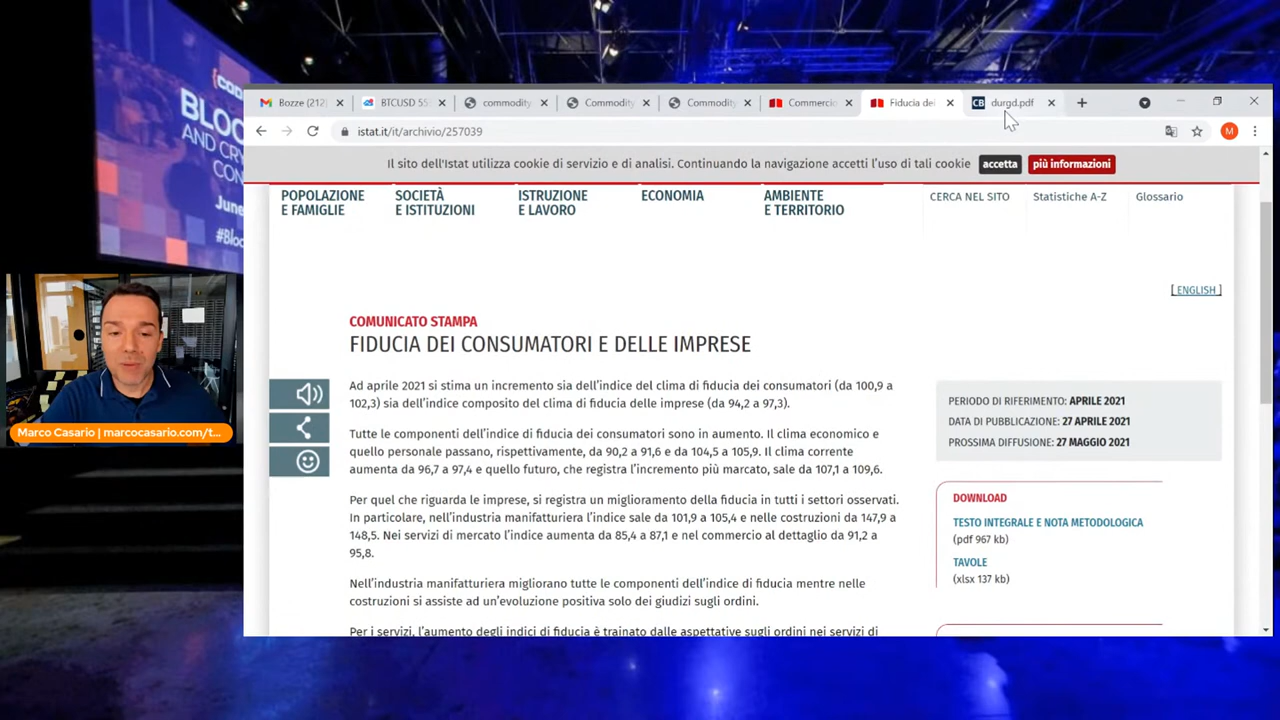 BLO
AND CRY
CON
June
#Bloc
Marco Casario | marcocasario.com/t...
Bozze (212)
BTCUSD 55
commodity
Commodity
Commodity
Commercio
Fiducia dei
CB durgd.pdf
istat.it/it/archivio/257039
M
Il sito dell'Istat utilizza cookie di servizio e di analisi. Continuando la navigazione accetti l'uso di tali cookie
accetta
più informazioni
POPOLAZIONE
E FAMIGLIE
SOCIETÀ
E ISTITUZIONI
ISTRUZIONE
E LAVORO
ECONOMIA
AMBIENTE
E TERRITORIO
CERCA NEL SITO
Statistiche A-Z
Glossario
[ ENGLISH ]
COMUNICATO STAMPA
FIDUCIA DEI CONSUMATORI E DELLE IMPRESE
Ad aprile 2021 si stima un incremento sia dell'indice del clima di fiducia dei consumatori (da 100,9 a
102,3) sia dell'indice composito del clima di fiducia delle imprese (da 94,2 a 97,3).
Tutte le componenti dell'indice di fiducia dei consumatori sono in aumento. Il clima economico e
quello personale passano, rispettivamente, da 90,2 a 91,6 e da 104,5 a 105,9. Il clima corrente
aumenta da 96,7 a 97,4 e quello futuro, che registra l'incremento più marcato, sale da 107,1 a 109,6.
Per quel che riguarda le imprese, si registra un miglioramento della fiducia in tutti i settori osservati.
In particolare, nell'industria manifatturiera l'indice sale da 101,9 a 105,4 e nelle costruzioni da 147,9 a
148,5. Nei servizi di mercato l'indice aumenta da 85,4 a 87,1 e nel commercio al dettaglio da 91,2 a
95,8.
Nell'industria manifatturiera migliorano tutte le componenti dell'indice di fiducia mentre nelle
costruzioni si assiste ad un'evoluzione positiva solo dei giudizi sugli ordini.
Per i servizi, l'aumento degli indici di fiducia è trainato dalle aspettative sugli ordini nei servizi di
PERIODO DI RIFERIMENTO: APRILE 2021
DATA DI PUBBLICAZIONE: 27 APRILE 2021
PROSSIMA DIFFUSIONE: 27 MAGGIO 2021
DOWNLOAD
TESTO INTEGRALE E NOTA METODOLOGICA
(pdf 967 kb)
TAVOLE
(xlsx 137 kb)